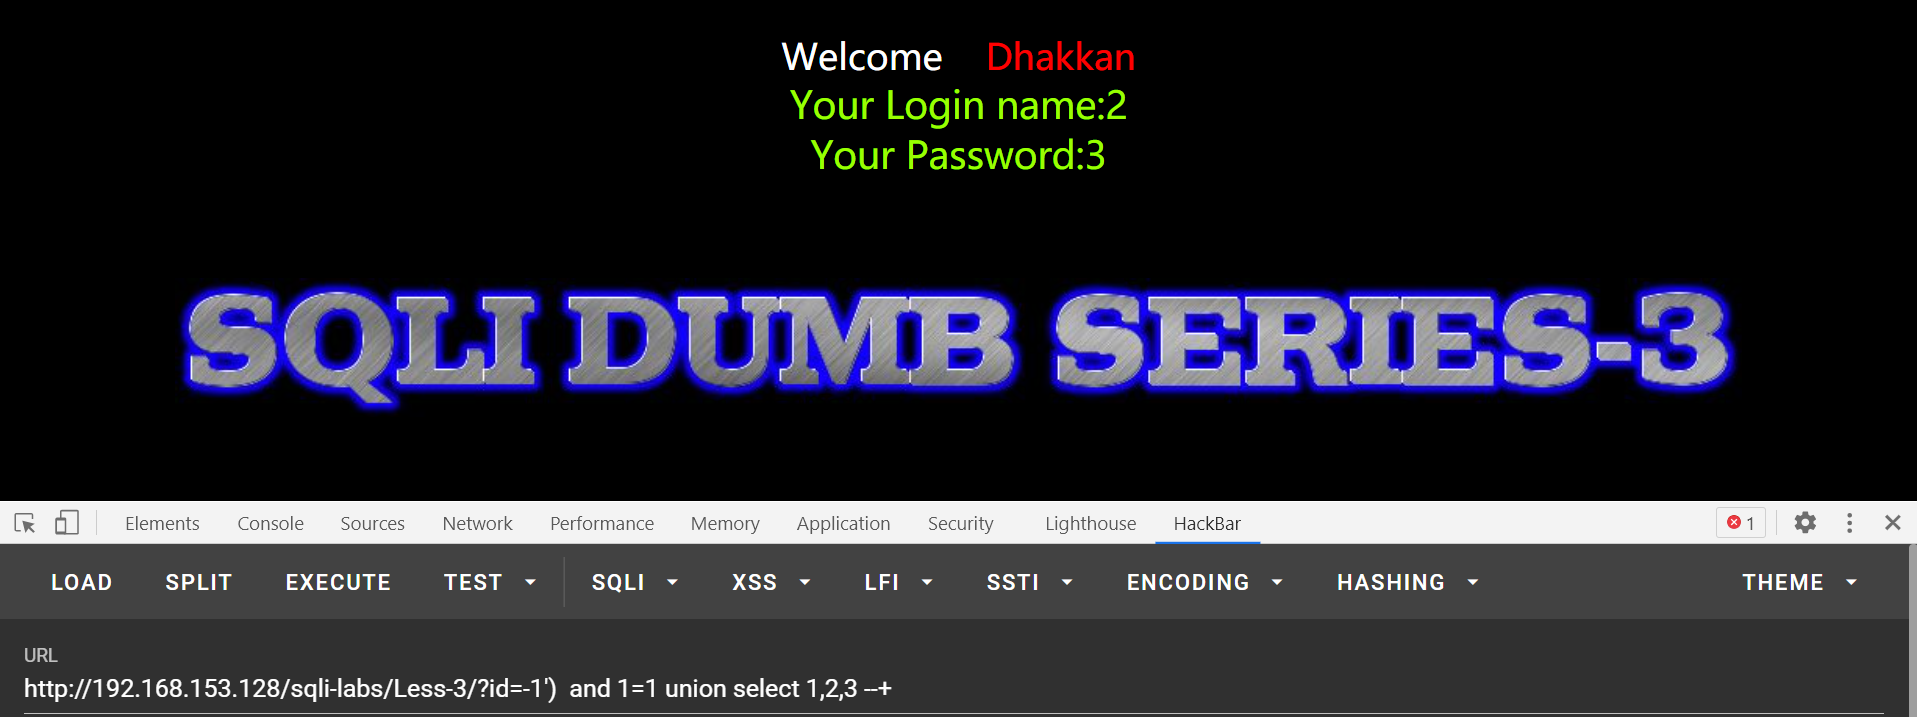 Welcome Dhakkan
Your Login name:2
Your Password:3
SQLI DUMB SERIES-3
Elements Console Sources Network Performance Memory Application Security Lighthouse HackBar 1
LOAD SPLIT EXECUTE TEST SQLI XSS LFI SSTI ENCODING HASHING THEME
URL
http://192.168.153.128/sqli-labs/Less-3/?id=-1')  and 1=1 union select 1,2,3 --+